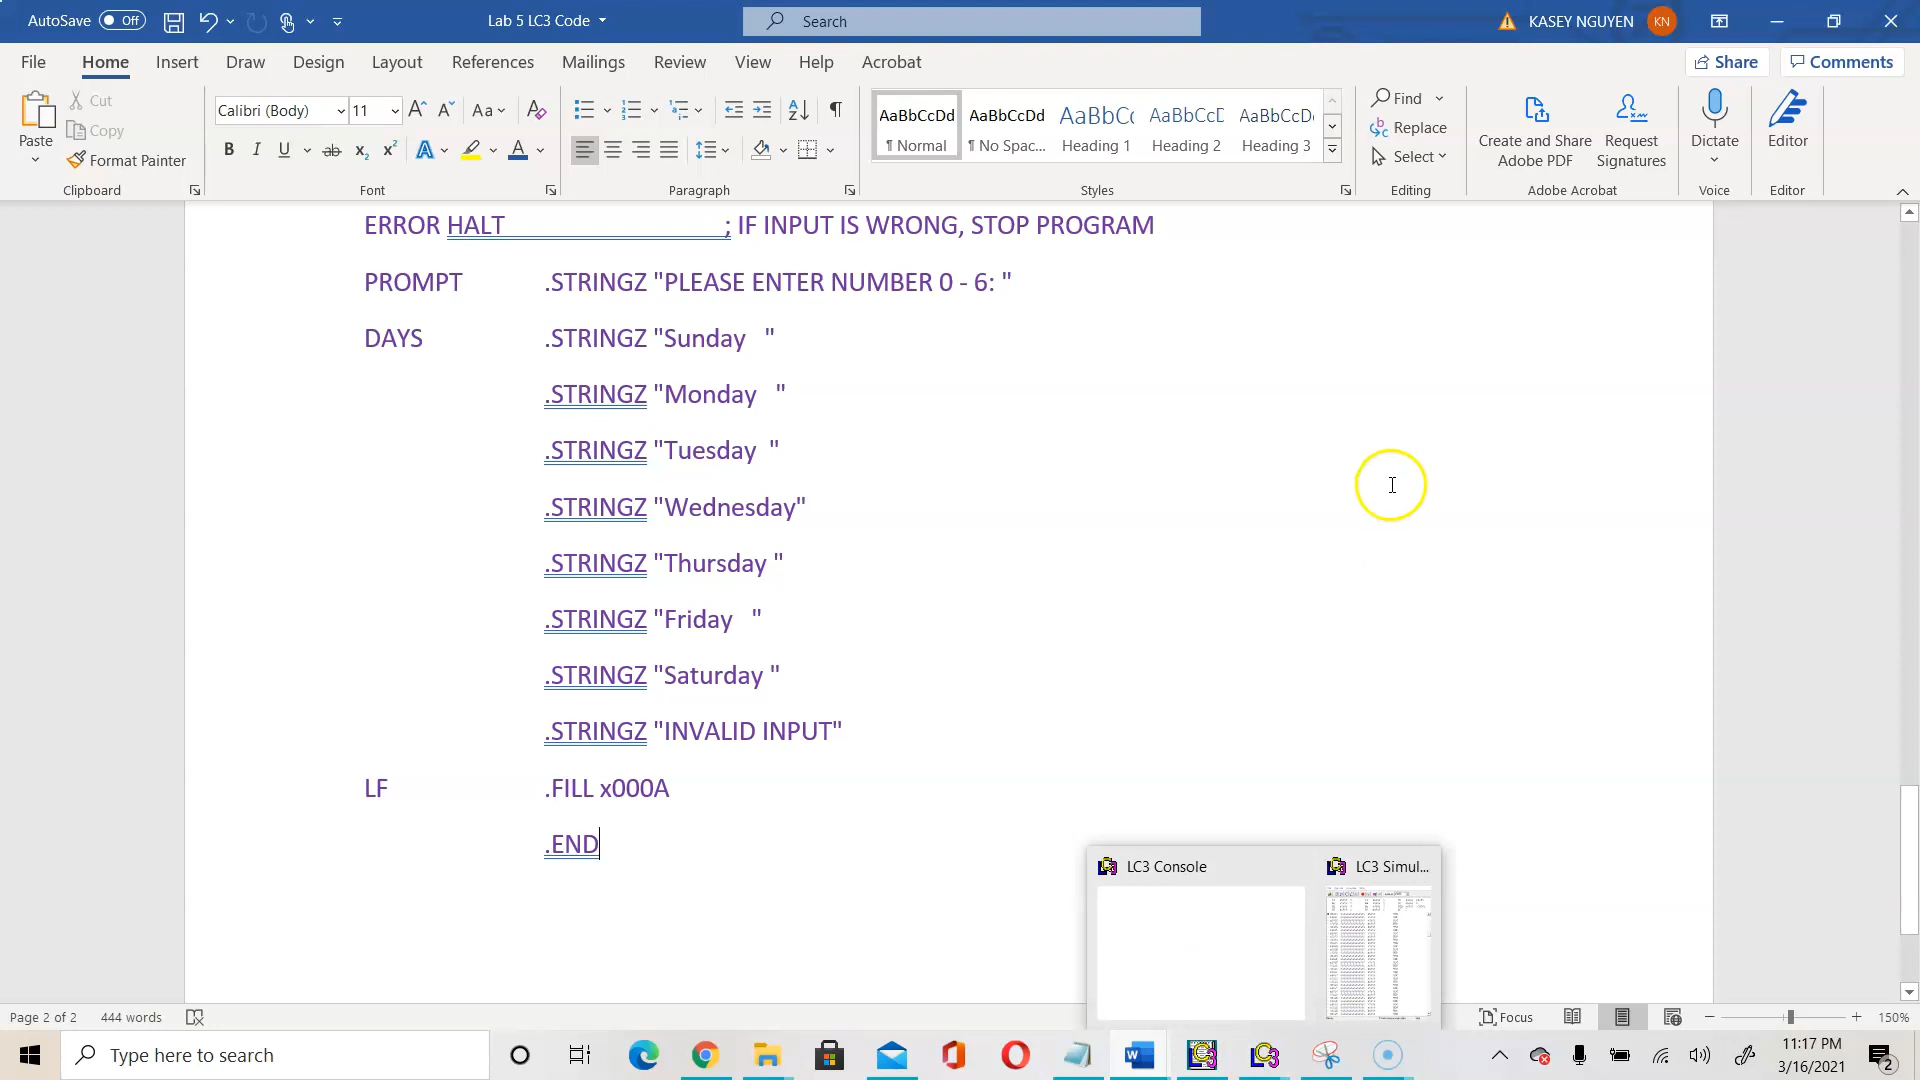 AutoSave Off
Lab 5 LC3 Code
Search
KASEY NGUYEN KN
File Home Insert Draw Design Layout References Mailings Review View Help Acrobat
Share
Comments
Paste
Cut
Copy
Format Painter
Clipboard
Calibri (Body) 11
Font
Paragraph
AaBbCcDd AaBbCcDd AaBbCc AaBbCcD AaBbCcD
¶ Normal ¶ No Spac... Heading 1 Heading 2 Heading 3
Styles
Find
Replace
Select
Editing
Create and Share Adobe PDF
Request Signatures
Adobe Acrobat
Dictate
Voice
Editor
Editor
ERROR HALT ; IF INPUT IS WRONG, STOP PROGRAM
PROMPT .STRINGZ "PLEASE ENTER NUMBER 0 - 6: "
DAYS .STRINGZ "Sunday   "
.STRINGZ "Monday   "
.STRINGZ "Tuesday  "
.STRINGZ "Wednesday"
.STRINGZ "Thursday "
.STRINGZ "Friday   "
.STRINGZ "Saturday "
.STRINGZ "INVALID INPUT"
LF .FILL x000A
.END
LC3 Console
LC3 Simul...
Page 2 of 2 444 words
Focus
150%
Type here to search
11:17 PM
3/16/2021
2